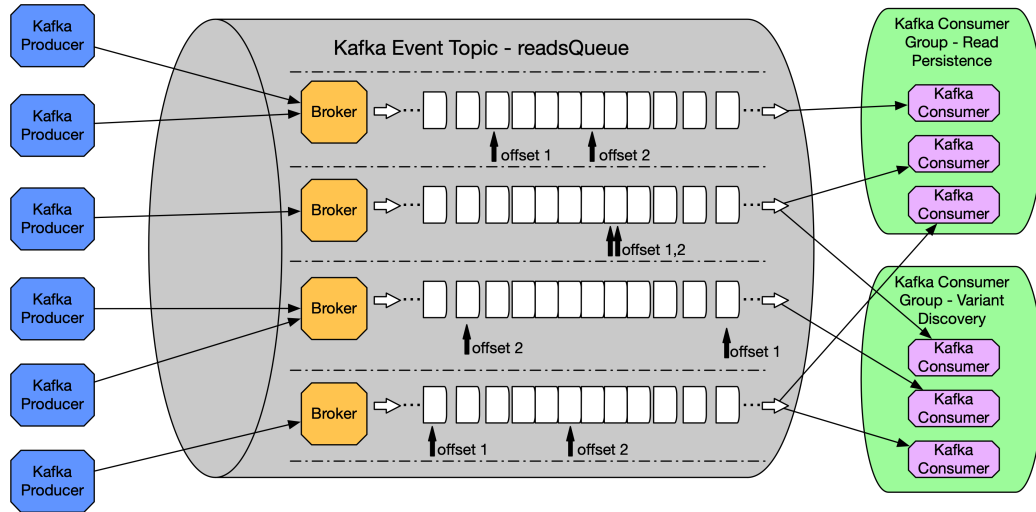 Kafka
Producer
Kafka
Producer
Kafka
Producer
Kafka
Producer
Kafka
Producer
Kafka
Producer
Kafka Event Topic - readsQueue
Broker
offset 1
offset 2
Broker
offset 1,2
Broker
offset 2
offset 1
Broker
offset 1
offset 2
Kafka Consumer
Group - Read
Persistence
Kafka
Consumer
Kafka
Consumer
Kafka
Consumer
Kafka Consumer
Group - Variant
Discovery
Kafka
Consumer
Kafka
Consumer
Kafka
Consumer